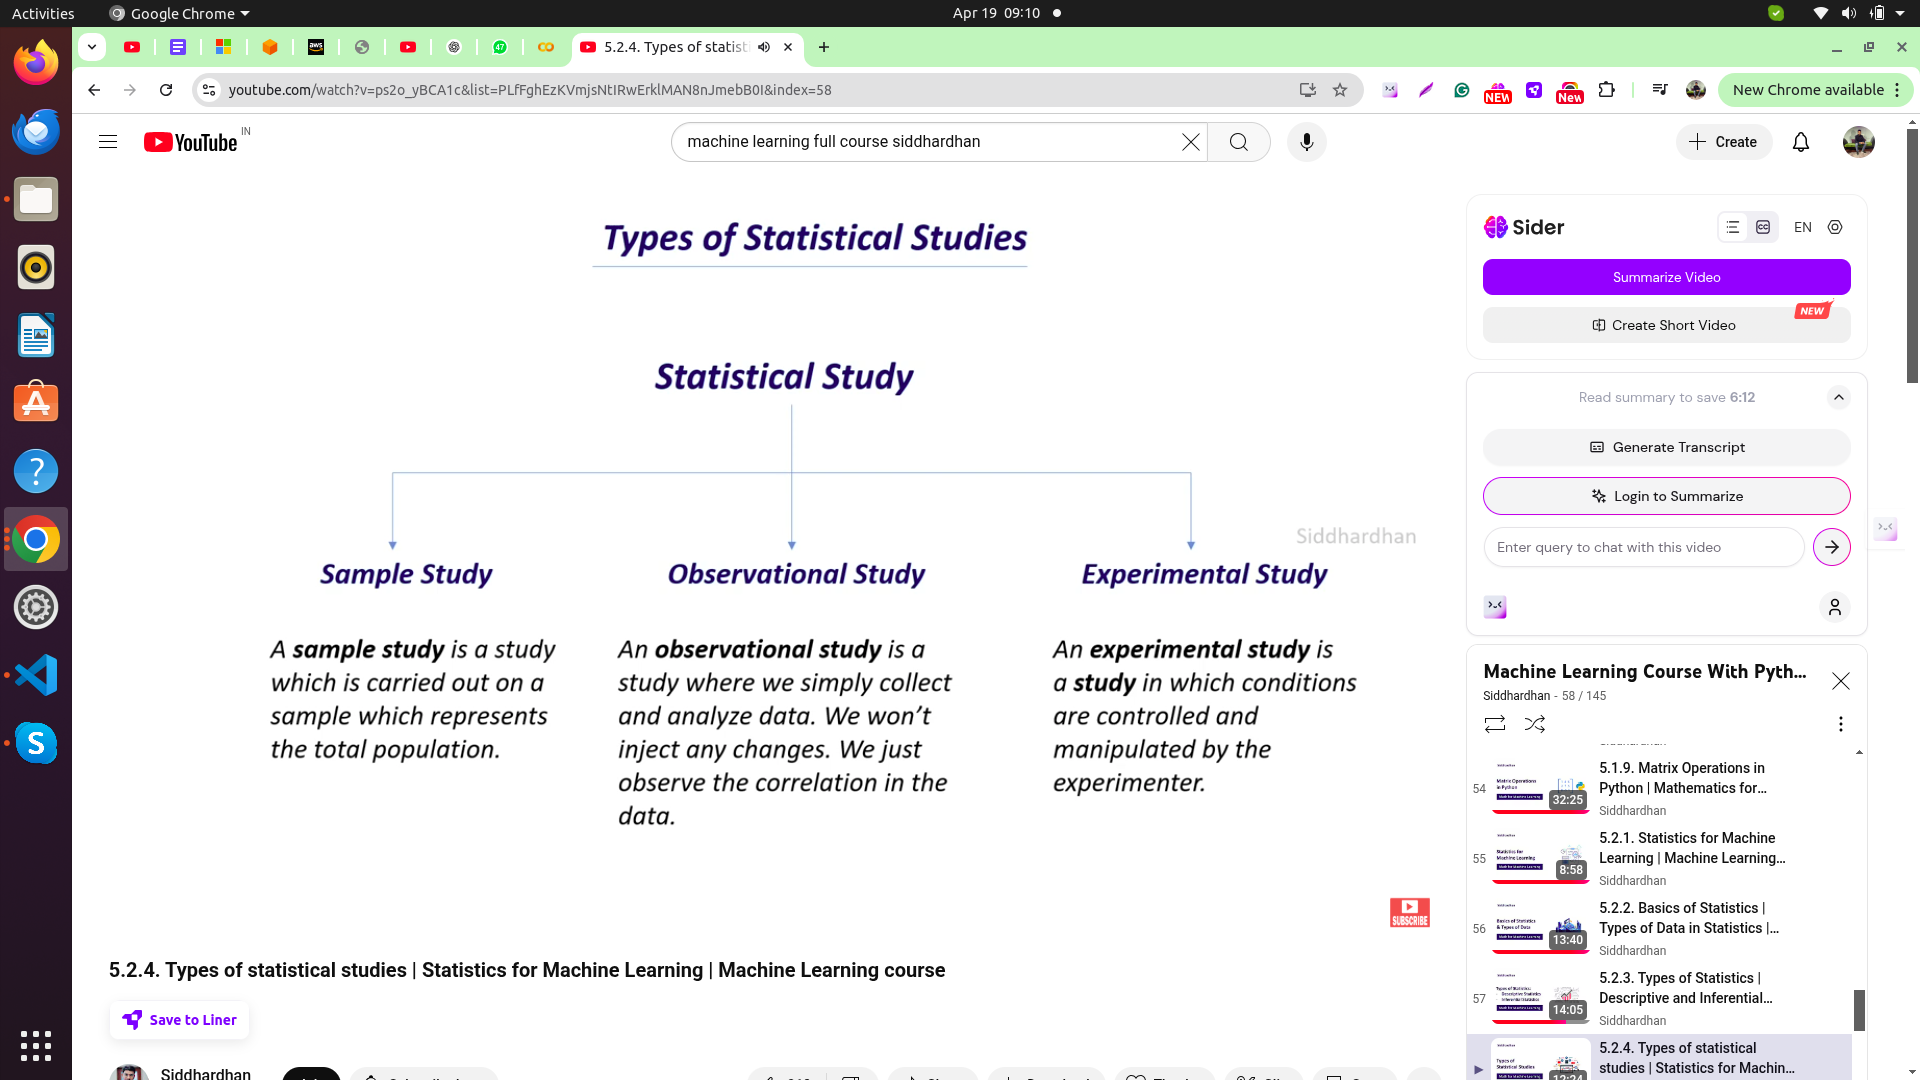 Activities
Google Chrome
Apr 19 09:10
5.2.4. Types of statist
youtube.com/watch?v=ps2o_yBCA1c&list=PLfFghEzKVmjsNtIRwErklMAN8nJmebB0I&index=58
NEW
New
New Chrome available
YouTube
IN
machine learning full course siddhardhan
Create
Types of Statistical Studies
Statistical Study
Siddhardhan
Sample Study
Observational Study
Experimental Study
A sample study is a study
which is carried out on a
sample which represents
the total population.
An observational study is a
study where we simply collect
and analyze data. We won't
inject any changes. We just
observe the correlation in the
data.
An experimental study is
a study in which conditions
are controlled and
manipulated by the
experimenter.
SUBSCRIBE
5.2.4. Types of statistical studies | Statistics for Machine Learning | Machine Learning course
Save to Liner
Siddhardhan
Sider
EN
Summarize Video
NEW
Create Short Video
Read summary to save 6:12
Generate Transcript
Login to Summarize
Enter query to chat with this video
Machine Learning Course With Pyth...
Siddhardhan - 58 / 145
54
32:25
5.1.9. Matrix Operations in
Python | Mathematics for...
Siddhardhan
55
8:58
5.2.1. Statistics for Machine
Learning | Machine Learning...
Siddhardhan
56
13:40
5.2.2. Basics of Statistics |
Types of Data in Statistics |...
Siddhardhan
57
14:05
5.2.3. Types of Statistics |
Descriptive and Inferential...
Siddhardhan
5.2.4. Types of statistical
studies | Statistics for Machin...